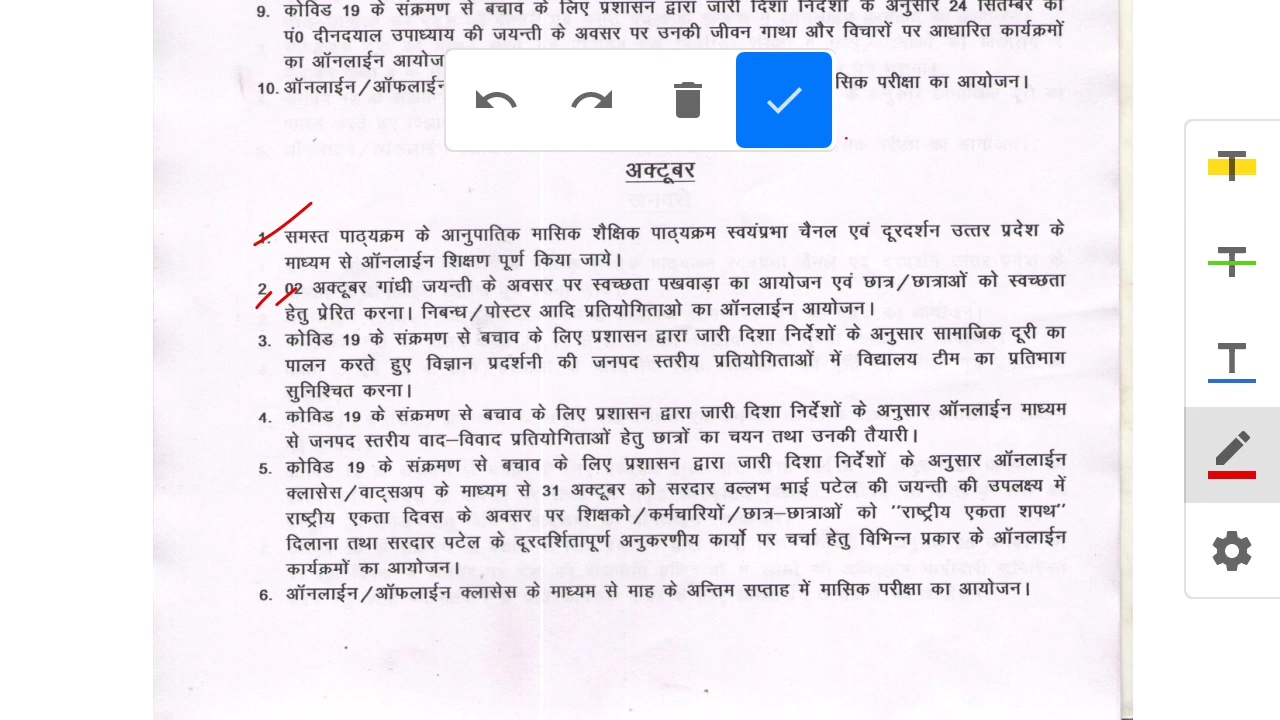 9. कोविड 19 के संक्रमण से बचाव के लिए प्रशासन द्वारा जारी दिशा निर्देशों के अनुसार 24 सितम्बर को
पं0 दीनदयाल उपाध्याय की जयन्ती के अवसर पर उनकी जीवन गाथा और विचारों पर आधारित कार्यक्रमों
का ऑनलाईन
10. ऑनलाईन/ऑफलाईन परीक्षा का आयोजन।
अक्टूबर
1. समस्त पाठ्यक्रम के आनुपातिक मासिक शैक्षिक पाठ्यक्रम स्वयंप्रभा चैनल एवं दूरदर्शन उत्तर प्रदेश के
माध्यम से ऑनलाईन शिक्षण पूर्ण किया जाये।
2. 02 अक्टूबर गांधी जयन्ती के अवसर पर स्वच्छता पखवाड़ा का आयोजन एवं छात्र/छात्राओं को स्वच्छता
हेतु प्रेरित करना। निबन्ध/पोस्टर आदि प्रतियोगिताओ का ऑनलाईन आयोजन।
3. कोविड 19 के संक्रमण से बचाव के लिए प्रशासन द्वारा जारी दिशा निर्देशों के अनुसार सामाजिक दूरी का
पालन करते हुए विज्ञान प्रदर्शनी की जनपद स्तरीय प्रतियोगिताओं में विद्यालय टीम का प्रतिभाग
सुनिश्चित करना।
4. कोविड 19 के संक्रमण से बचाव के लिए प्रशासन द्वारा जारी दिशा निर्देशों के अनुसार ऑनलाईन माध्यम
से जनपद स्तरीय वाद–विवाद प्रतियोगिताओं हेतु छात्रों का चयन तथा उनकी तैयारी।
5. कोविड 19 के संक्रमण से बचाव के लिए प्रशासन द्वारा जारी दिशा निर्देशों के अनुसार ऑनलाईन
क्लासेस/वाट्सअप के माध्यम से 31 अक्टूबर को सरदार वल्लभ भाई पटेल की जयन्ती की उपलक्ष्य में
राष्ट्रीय एकता दिवस के अवसर पर शिक्षको/कर्मचारियों/छात्र–छात्राओं को ''राष्ट्रीय एकता शपथ''
दिलाना तथा सरदार पटेल के दूरदर्शितापूर्ण अनुकरणीय कार्यो पर चर्चा हेतु विभिन्न प्रकार के ऑनलाईन
कार्यक्रमों का आयोजन।
6. ऑनलाईन/ऑफलाईन क्लासेस के माध्यम से माह के अन्तिम सप्ताह में मासिक परीक्षा का आयोजन।